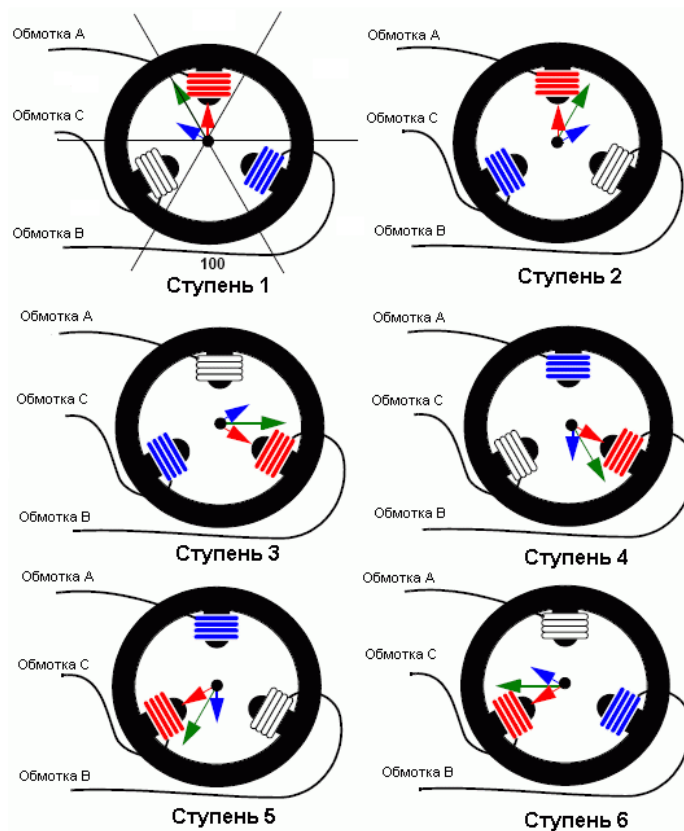 Обмотка А
Обмотка С
Обмотка В
100
Ступень 1
Обмотка А
Обмотка С
Обмотка В
Ступень 2
Обмотка А
Обмотка С
Обмотка В
Ступень 3
Обмотка А
Обмотка С
Обмотка В
Ступень 4
Обмотка А
Обмотка С
Обмотка В
Ступень 5
Обмотка А
Обмотка С
Обмотка В
Ступень 6